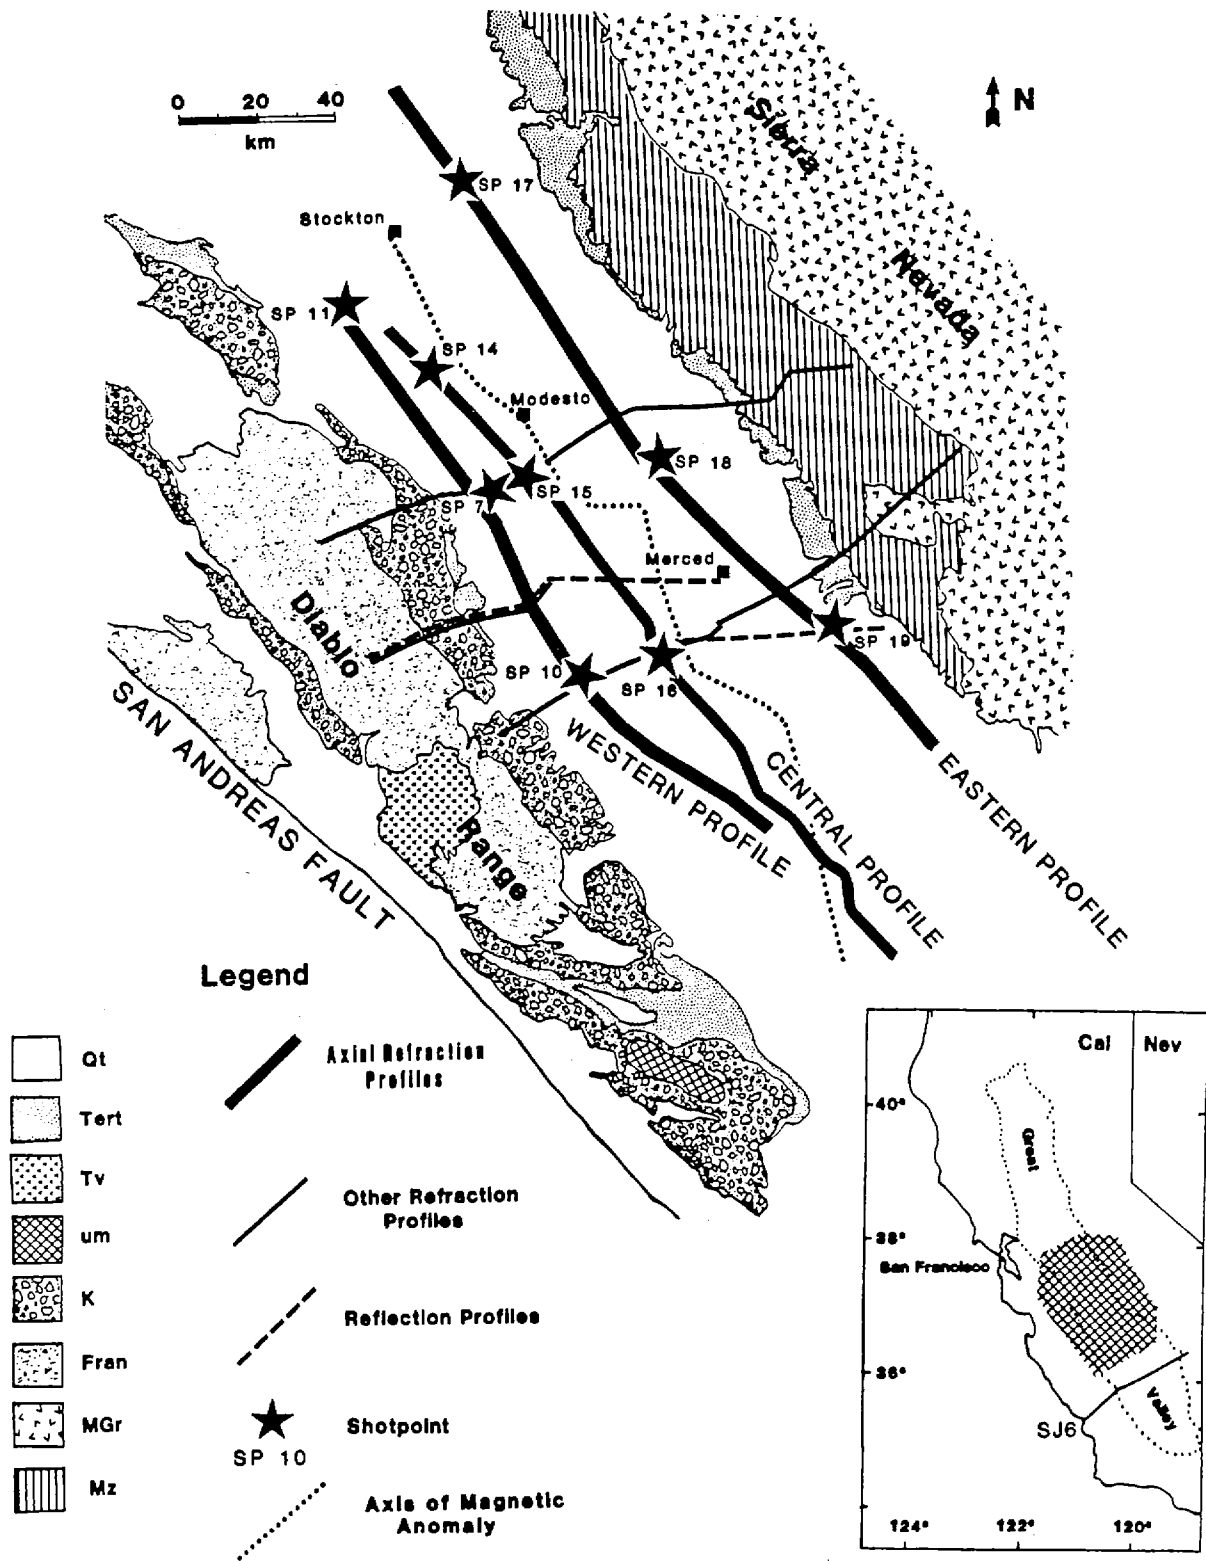 0 20 40
km
N
Sierra
Nevada
SP 17
Stockton
SP 11
SP 14
Modesto
SP 18
SP 7
SP 15
Merced
Diablo
SP 10
SP 16
SP 19
SAN ANDREAS FAULT
WESTERN PROFILE
CENTRAL PROFILE
EASTERN PROFILE
Range
Legend
Qt
Tert
Tv
um
K
Fran
MGr
Mz
Axial Refraction
Profiles
Other Refraction
Profiles
Reflection Profiles
SP 10
Shotpoint
Axis of Magnetic
Anomaly
Cal Nev
40°
Great
38°
San Francisco
36°
Valley
SJ6
124° 122° 120°